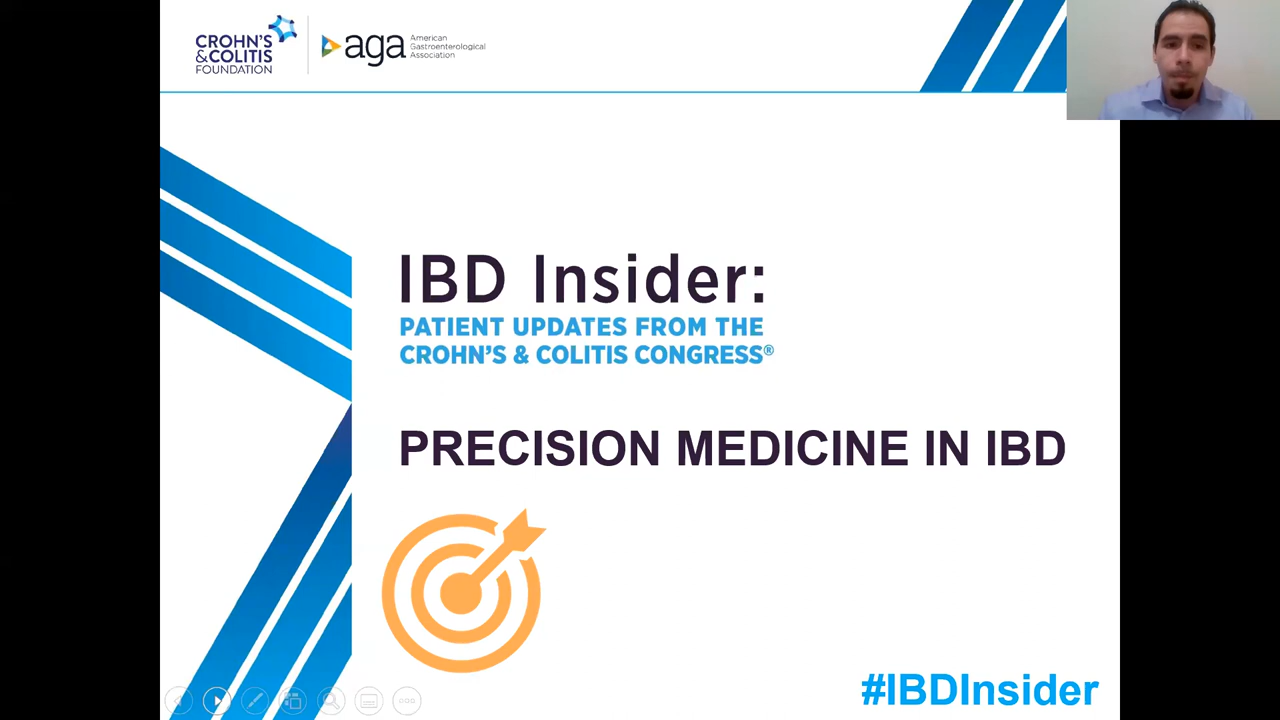 CROHN'S
&COLITIS
FOUNDATION
aga
American
Gastroenterological
Association
IBD Insider:
PATIENT UPDATES FROM THE
CROHN'S & COLITIS CONGRESS®
PRECISION MEDICINE IN IBD
#IBDInsider